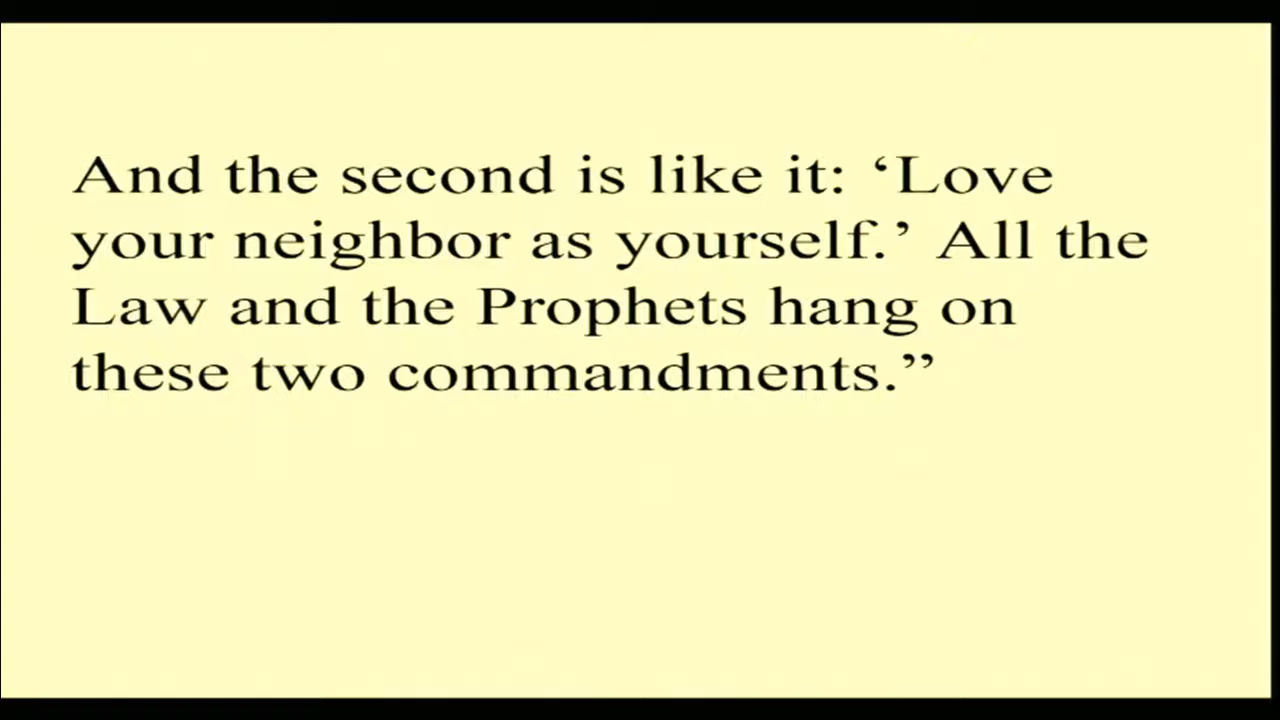 And the second is like it: ‘Love
your neighbor as yourself.’ All the
Law and the Prophets hang on
these two commandments.”